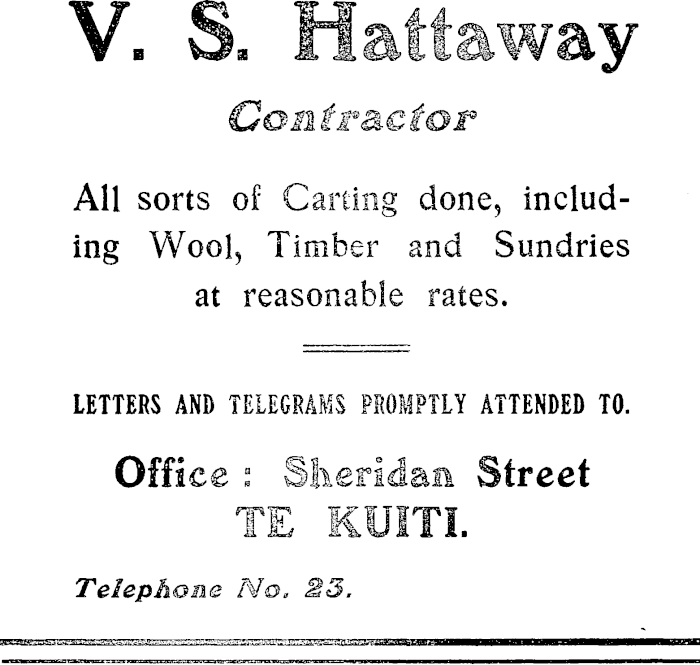 V. S. Hattaway
Contractor
All sorts of Carting done, includ-
ing Wool, Timber and Sundries
at reasonable rates.
LETTERS AND TELEGRAMS PROMPTLY ATTENDED TO.
Office : Sheridan Street
TE KUITI.
Telephone No. 23.